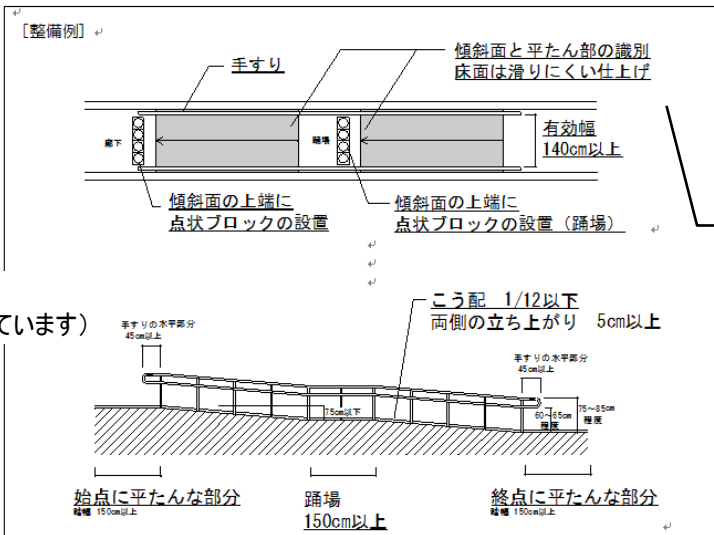 ［整備例］
手すり
傾斜面と平たん部の識別
床面は滑りにくい仕上げ
廊下
踊場
有効幅
140cm以上
傾斜面の上端に
点状ブロックの設置
傾斜面の上端に
点状ブロックの設置（踊場）
ています）
こう配 1/12以下
両側の立ち上がり 5cm以上
手すりの水平部分
45cm以上
手すりの水平部分
45cm以上
75cm以下
60～65cm
程度
75～85cm
程度
始点に平たんな部分
踏幅 150cm以上
踊場
150cm以上
終点に平たんな部分
踏幅 150cm以上